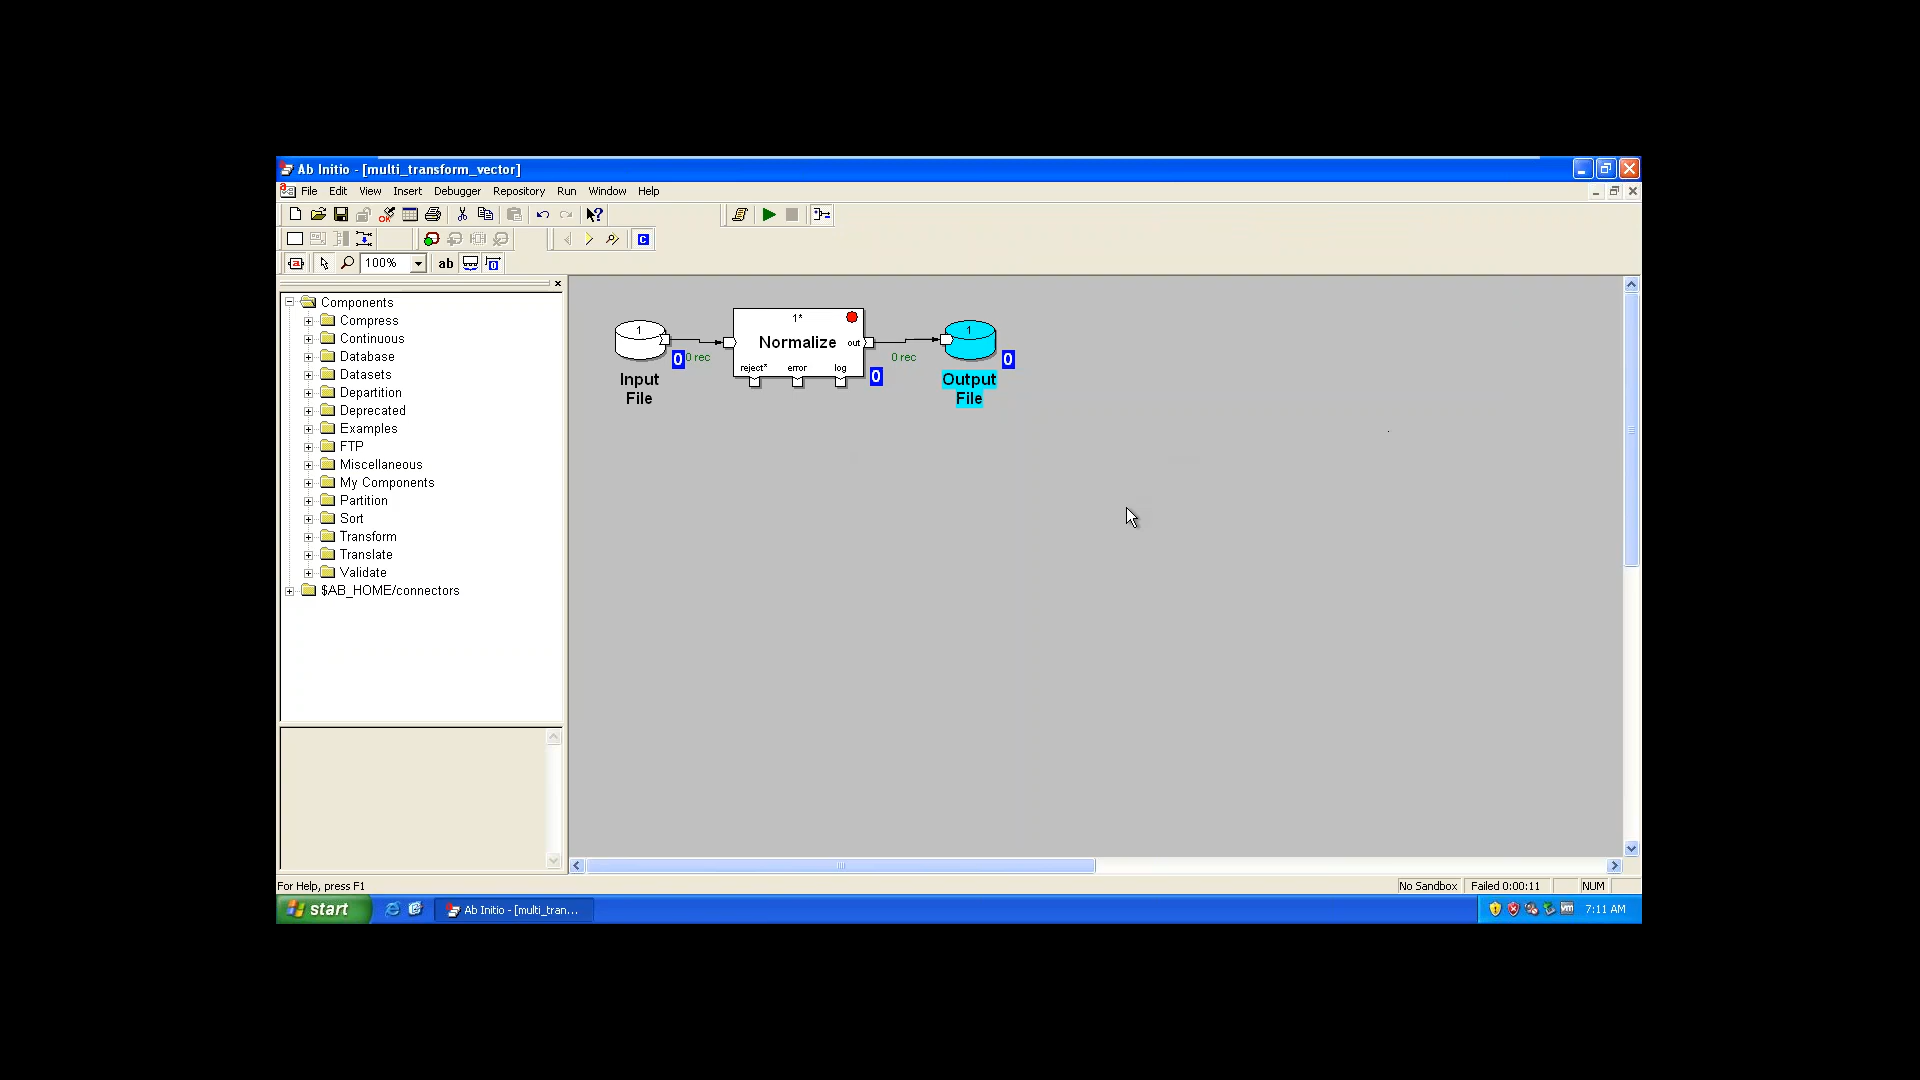 Ab Initio - [multi_transform_vector]
File Edit View Insert Debugger Repository Run Window Help
100%
ab
Components
Compress
Continuous
Database
Datasets
Departition
Deprecated
Examples
FTP
Miscellaneous
My Components
Partition
Sort
Transform
Translate
Validate
$AB_HOME/connectors
1
0
0 rec
Input
File
1*
Normalize
out
reject* error log
0
0 rec
1
0
Output
File
For Help, press F1
No Sandbox
Failed 0:00:11
NUM
start
Ab Initio - [multi_tran...
7:11 AM